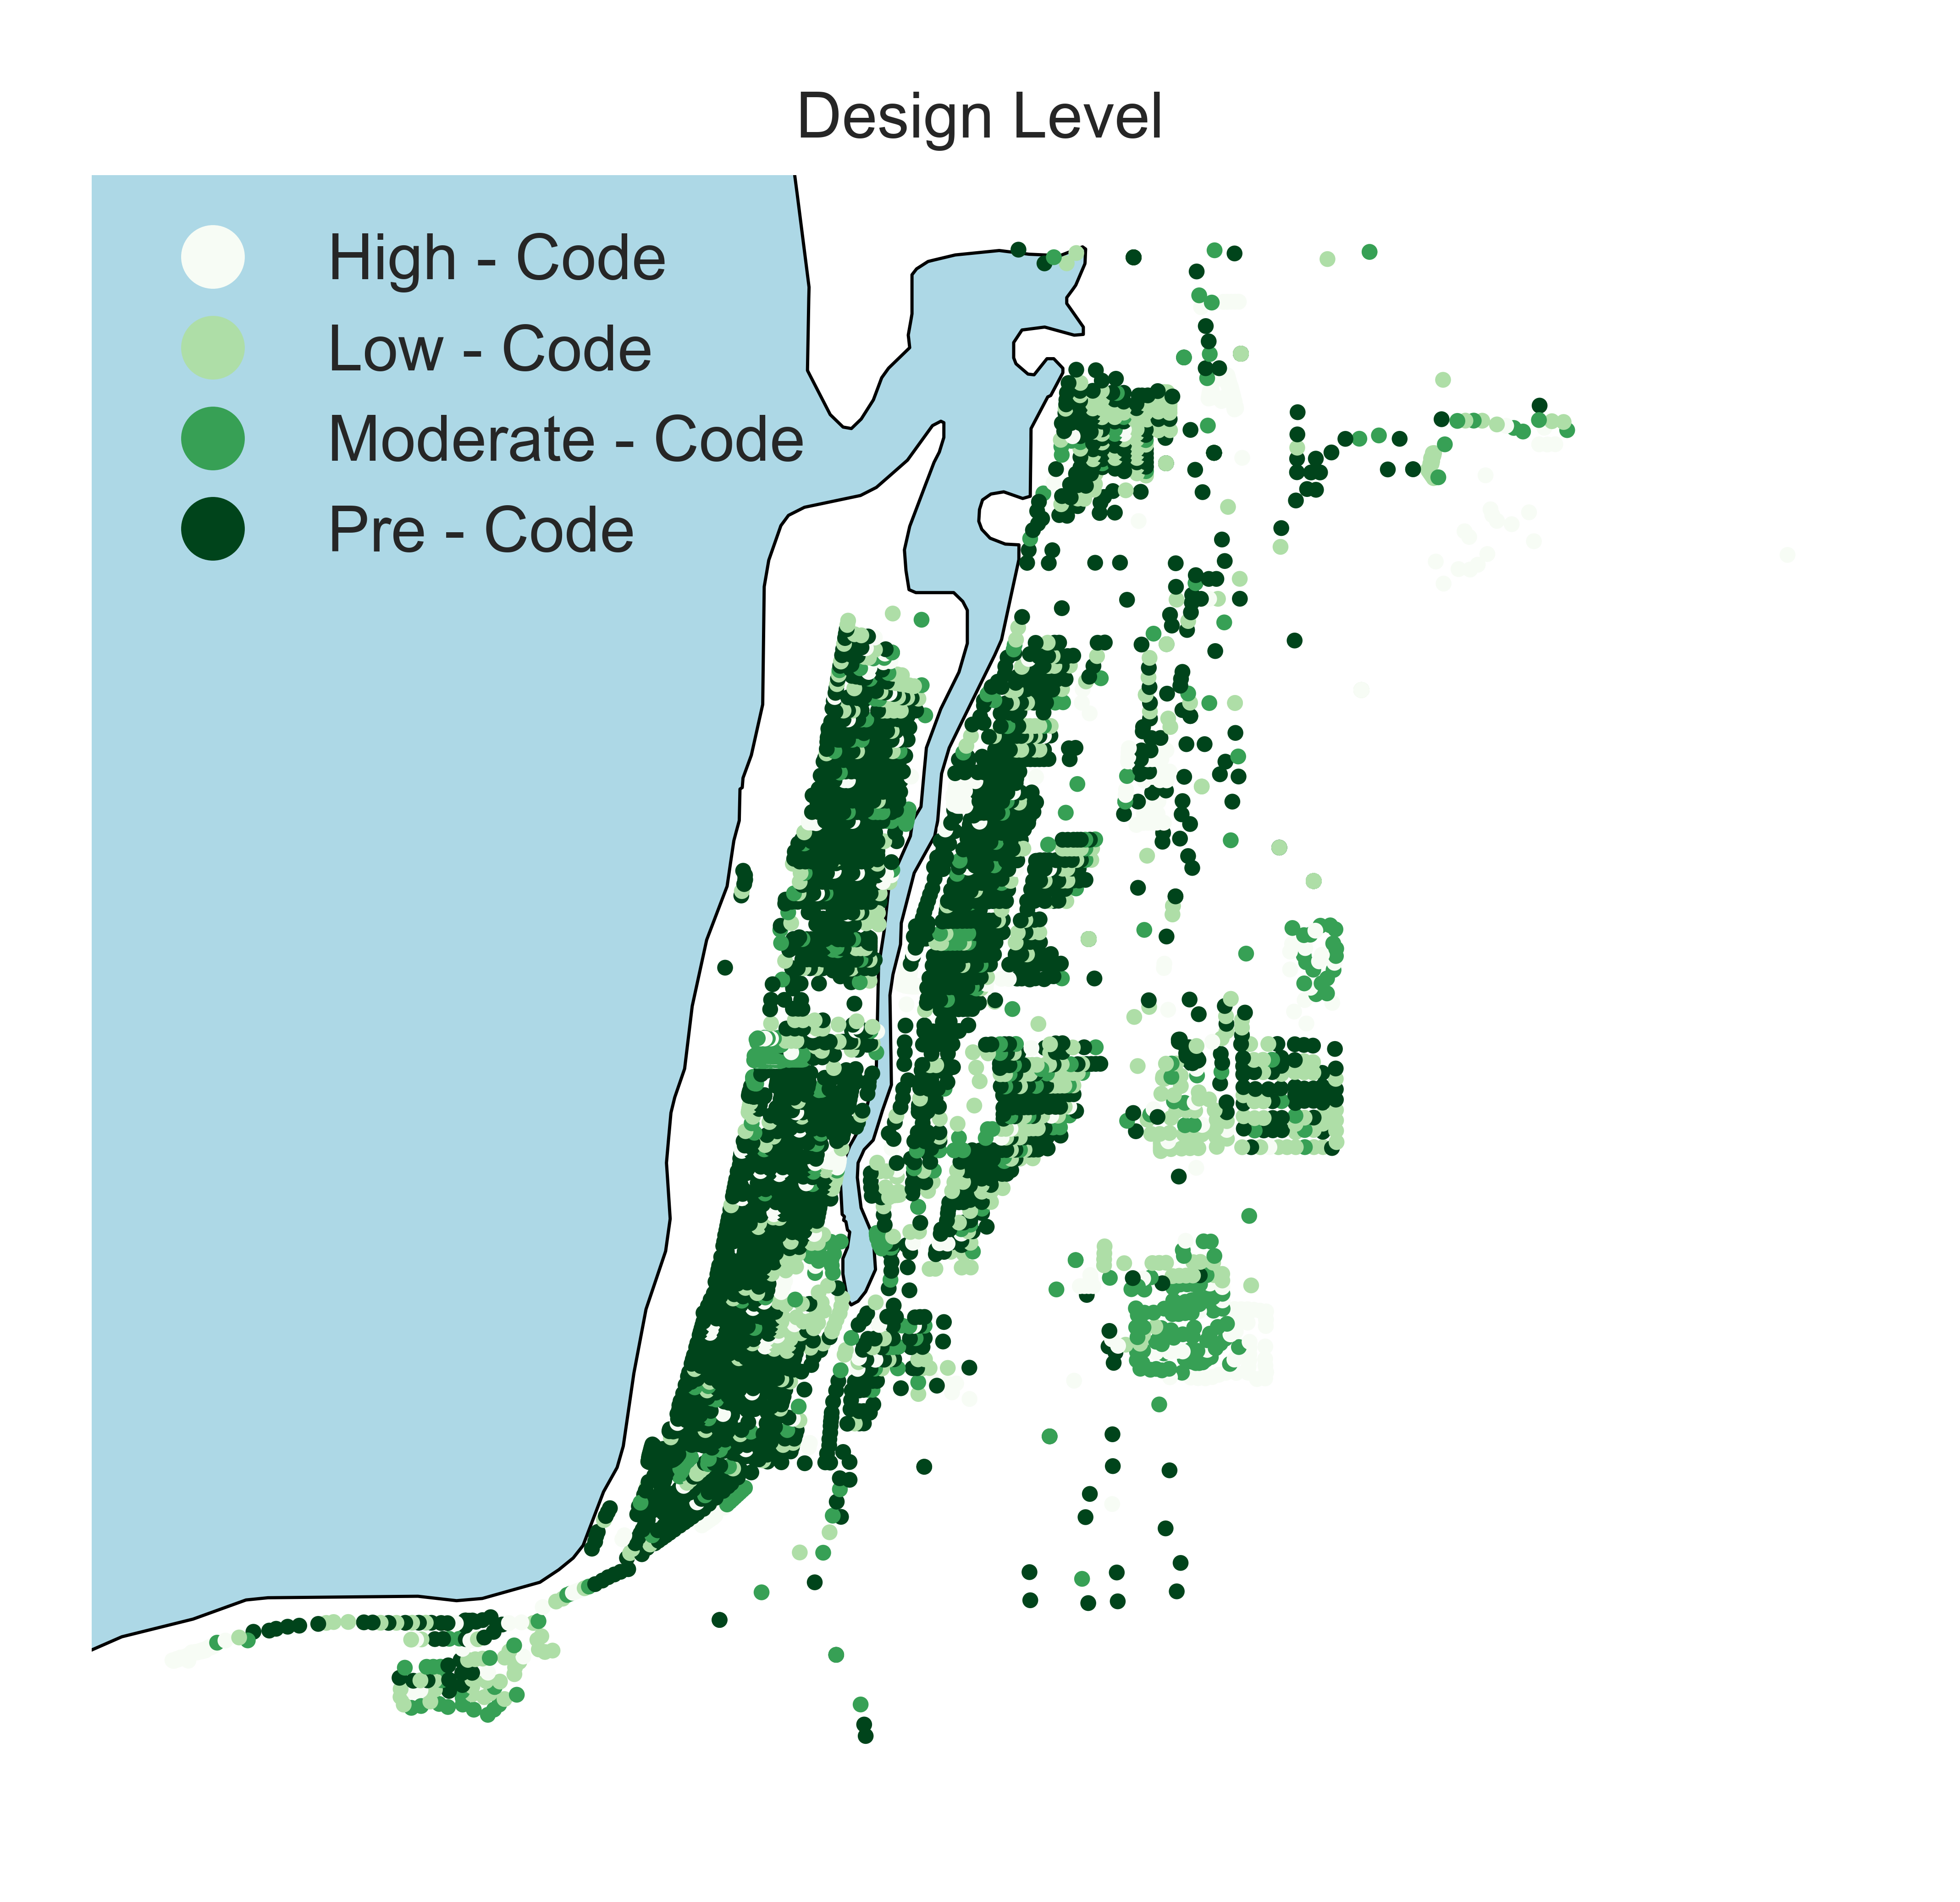 Design Level
High - Code
Low - Code
Moderate - Code
Pre - Code